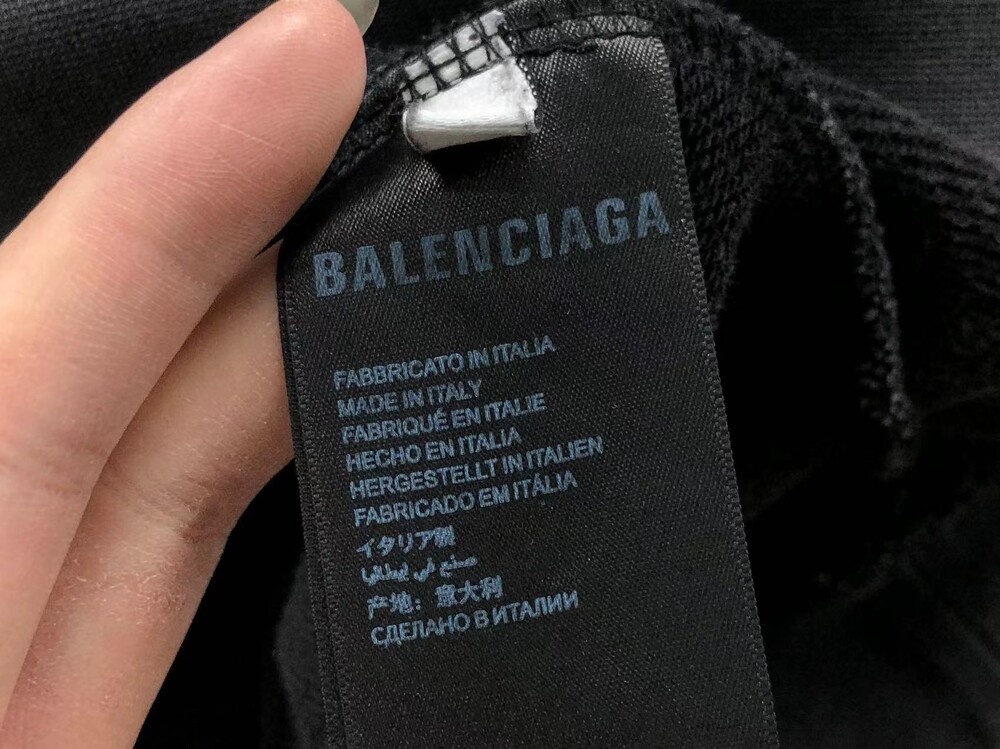 BALENCIAGA
FABBRICATO IN ITALIA
MADE IN ITALY
FABRIQUÉ EN ITALIE
HECHO EN ITALIA
HERGESTELLT IN ITALIEN
FABRICADO EM ITÁLIA
イタリア製
صنع في إيطاليا
产地：意大利
СДЕЛАНО В ИТАЛИИ